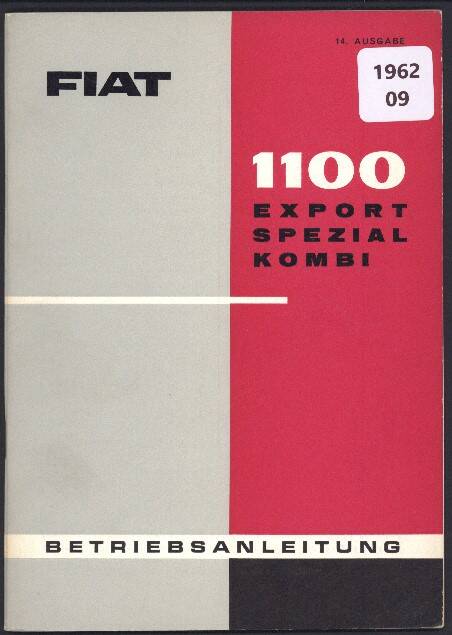 14. AUSGABE
FIAT
1962
09
1100
EXPORT
SPEZIAL
KOMBI
BETRIEBSANLEITUNG